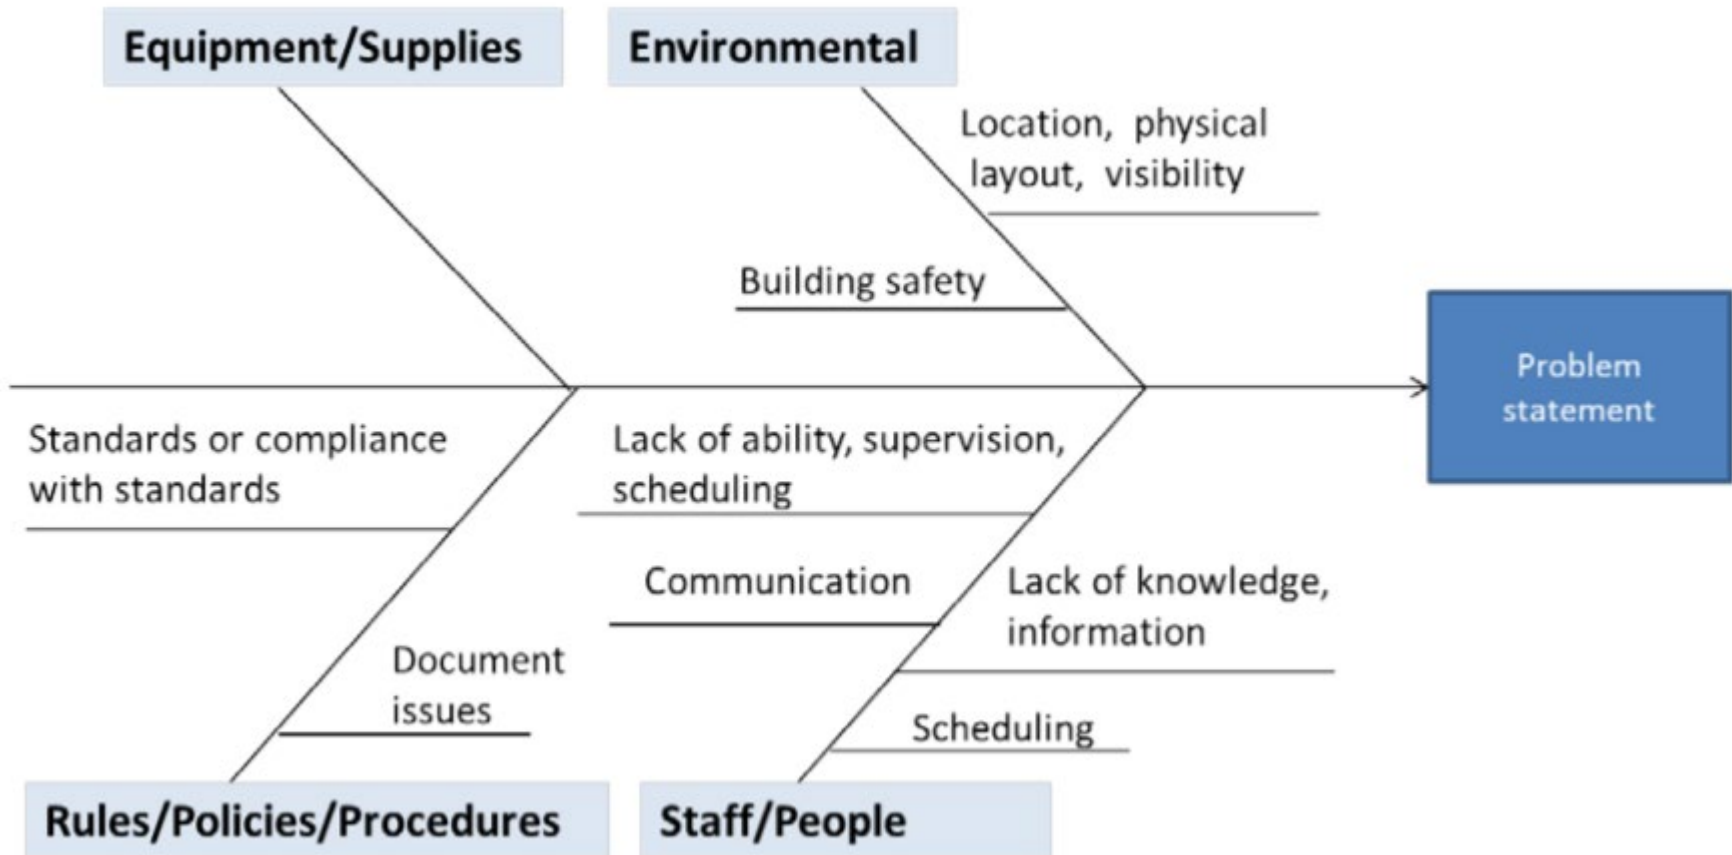 Equipment/Supplies
Environmental
Location, physical
layout, visibility
Building safety
Problem
statement
Standards or compliance
with standards
Lack of ability, supervision,
scheduling
Communication
Lack of knowledge,
information
Document
issues
Scheduling
Rules/Policies/Procedures
Staff/People